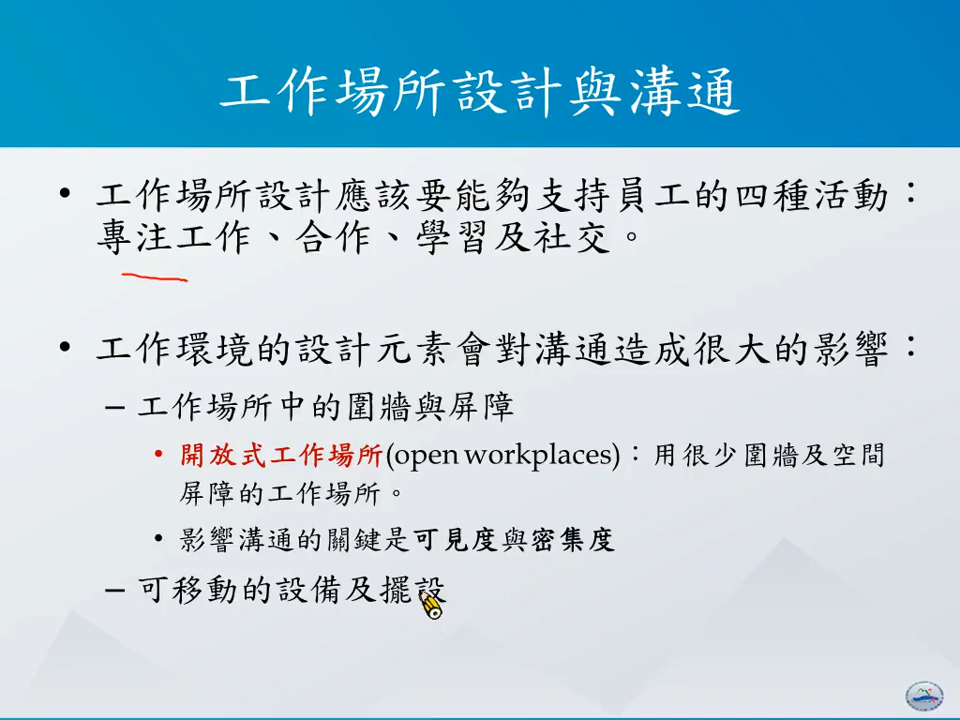 工作場所設計與溝通
• 工作場所設計應該要能夠支持員工的四種活動：
專注工作、合作、學習及社交。
• 工作環境的設計元素會對溝通造成很大的影響：
– 工作場所中的圍牆與屏障
• 開放式工作場所(open workplaces)：用很少圍牆及空間
屏障的工作場所。
• 影響溝通的關鍵是可見度與密集度
– 可移動的設備及擺設